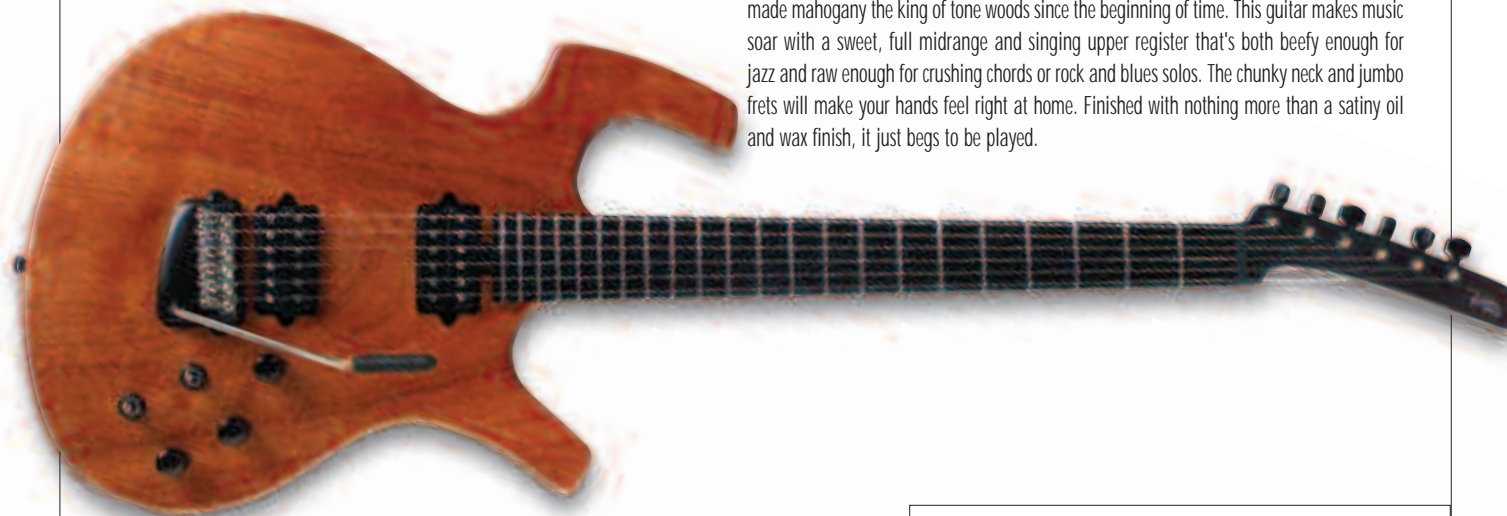 made mahogany the king of tone woods since the beginning of time. This guitar makes music
soar with a sweet, full midrange and singing upper register that's both beefy enough for
jazz and raw enough for crushing chords or rock and blues solos. The chunky neck and jumbo
frets will make your hands feel right at home. Finished with nothing more than a satiny oil
and wax finish, it just begs to be played.